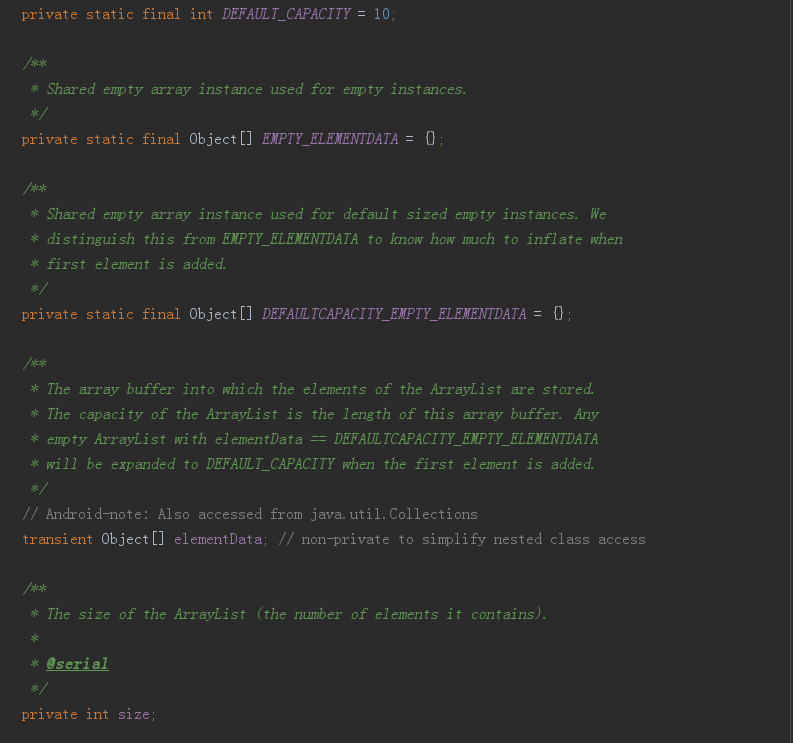 private static final int DEFAULT_CAPACITY = 10;
/**
* Shared empty array instance used for empty instances.
*/
private static final Object[] EMPTY_ELEMENTDATA = {};
/**
* Shared empty array instance used for default sized empty instances. We
* distinguish this from EMPTY_ELEMENTDATA to know how much to inflate when
* first element is added.
*/
private static final Object[] DEFAULTCAPACITY_EMPTY_ELEMENTDATA = {};
/**
* The array buffer into which the elements of the ArrayList are stored.
* The capacity of the ArrayList is the length of this array buffer. Any
* empty ArrayList with elementData == DEFAULTCAPACITY_EMPTY_ELEMENTDATA
* will be expanded to DEFAULT_CAPACITY when the first element is added.
*/
// Android-note: Also accessed from java.util.Collections
transient Object[] elementData; // non-private to simplify nested class access
/**
* The size of the ArrayList (the number of elements it contains).
*
* @serial
*/
private int size;